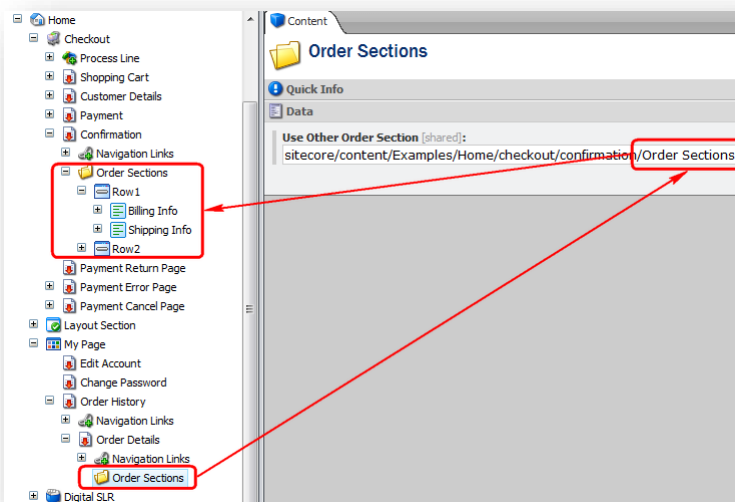 Home
Checkout
Process Line
Shopping Cart
Customer Details
Payment
Confirmation
Navigation Links
Order Sections
Row1
Billing Info
Shipping Info
Row2
Payment Return Page
Payment Error Page
Payment Cancel Page
Layout Section
My Page
Edit Account
Change Password
Order History
Navigation Links
Order Details
Navigation Links
Order Sections
Digital SLR
Content
Order Sections
Quick Info
Data
Use Other Order Section [shared]:
sitecore/content/Examples/Home/checkout/confirmation/Order Sections